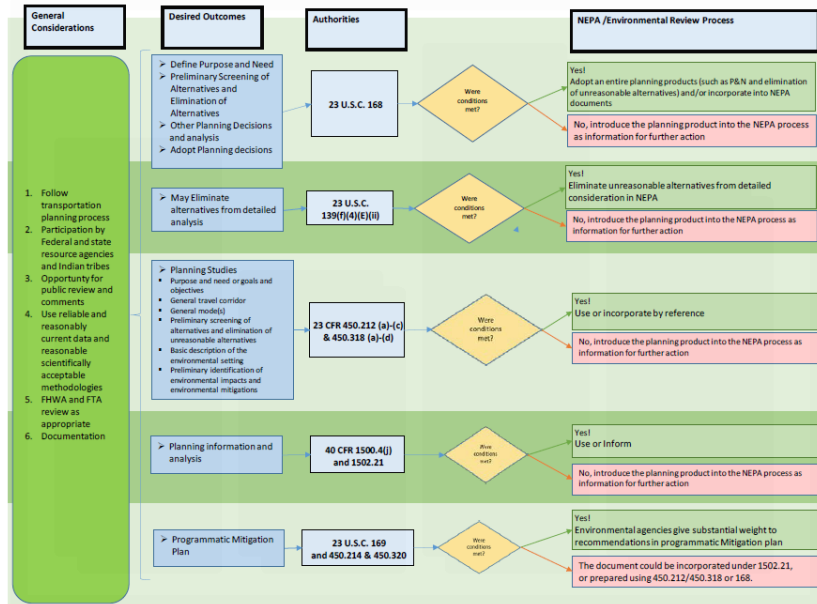 General
Considerations
Desired Outcomes
Authorities
NEPA /Environmental Review Process
1. Follow
transportation
planning process
2. Participation by
Federal and state
resource agencies
and Indian tribes
3. Opportunty for
public review and
comments
4. Use reliable and
reasonably
current data and
reasonable
scientifically
acceptable
methodologies
5. FHWA and FTA
review as
appropriate
6. Documentation
➢ Define Purpose and Need
➢ Preliminary Screening of
Alternatives and
Elimination of
Alternatives
➢ Other Planning Decisions
and analysis
➢ Adopt Planning decisions
23 U.S.C. 168
Were
conditions
met?
Yes!
Adopt an entire planning products (such as P&N and elimination
of unreasonable alternatives) and/or incorporate into NEPA
documents
No, introduce the planning product into the NEPA process
as information for further action
➢ May Eliminate
alternatives from detailed
analysis
23 U.S.C.
139(f)(4)(E)(ii)
Were
conditions
met?
Yes!
Eliminate unreasonable alternatives from detailed
consideration in NEPA
No, introduce the planning product into the NEPA process as
information for further action
➢ Planning Studies
▪ Purpose and need or goals and
objectives
▪ General travel corridor
▪ General mode(s)
▪ Preliminary screening of
alternatives and elimination of
unreasonable alternatives
▪ Basic description of the
environmental setting
▪ Preliminary identification of
environmental impacts and
environmental mitigations
23 CFR 450.212 (a)-(c)
& 450.318 (a)-(d)
Were
conditions
met?
Yes!
Use or incorporate by reference
No, introduce the planning product into the NEPA process as
information for further action
➢ Planning information and
analysis
40 CFR 1500.4(j)
and 1502.21
Were
conditions
met?
Yes!
Use or Inform
No, introduce the planning product into the NEPA process as
information for further action
➢ Programmatic Mitigation
Plan
23 U.S.C. 169
and 450.214 & 450.320
Were
conditions
met?
Yes!
Environmental agencies give substantial weight to
recommendations in programmatic Mitigation plan
The document could be incorporated under 1502.21,
or prepared using 450.212/450.318 or 168.